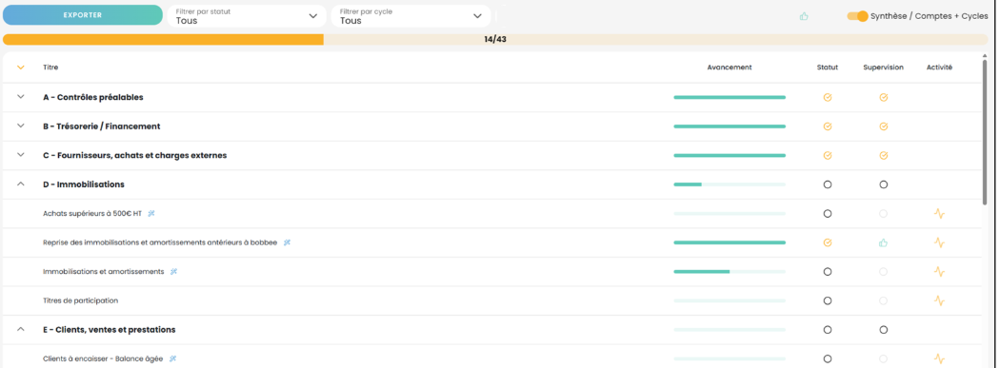 EXPORTER
Filtrer par statut
Tous
Filtrer par cycle
Tous
Synthèse / Comptes + Cycles
14/43
Titre Avancement Statut Supervision Activité
A - Contrôles préalables
B - Trésorerie / Financement
C - Fournisseurs, achats et charges externes
D - Immobilisations
Achats supérieurs à 500€ HT
Reprise des immobilisations et amortissements antérieurs à bobbee
Immobilisations et amortissements
Titres de participation
E - Clients, ventes et prestations
Clients à encaisser - Balance âgée